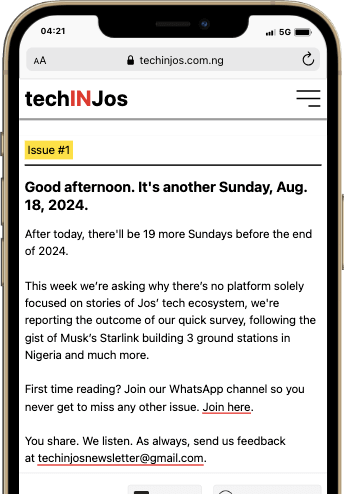 04:21
5G
AA
techinjos.com.ng
techINJos
Issue #1
Good afternoon. It's another Sunday, Aug.
18, 2024.
After today, there'll be 19 more Sundays before the end
of 2024.
This week we're asking why there's no platform solely
focused on stories of Jos' tech ecosystem, we're
reporting the outcome of our quick survey, following the
gist of Musk's Starlink building 3 ground stations in
Nigeria and much more.
First time reading? Join our WhatsApp channel so you
never get to miss any other issue. Join here.
You share. We listen. As always, send us feedback
at techinjosnewsletter@gmail.com.